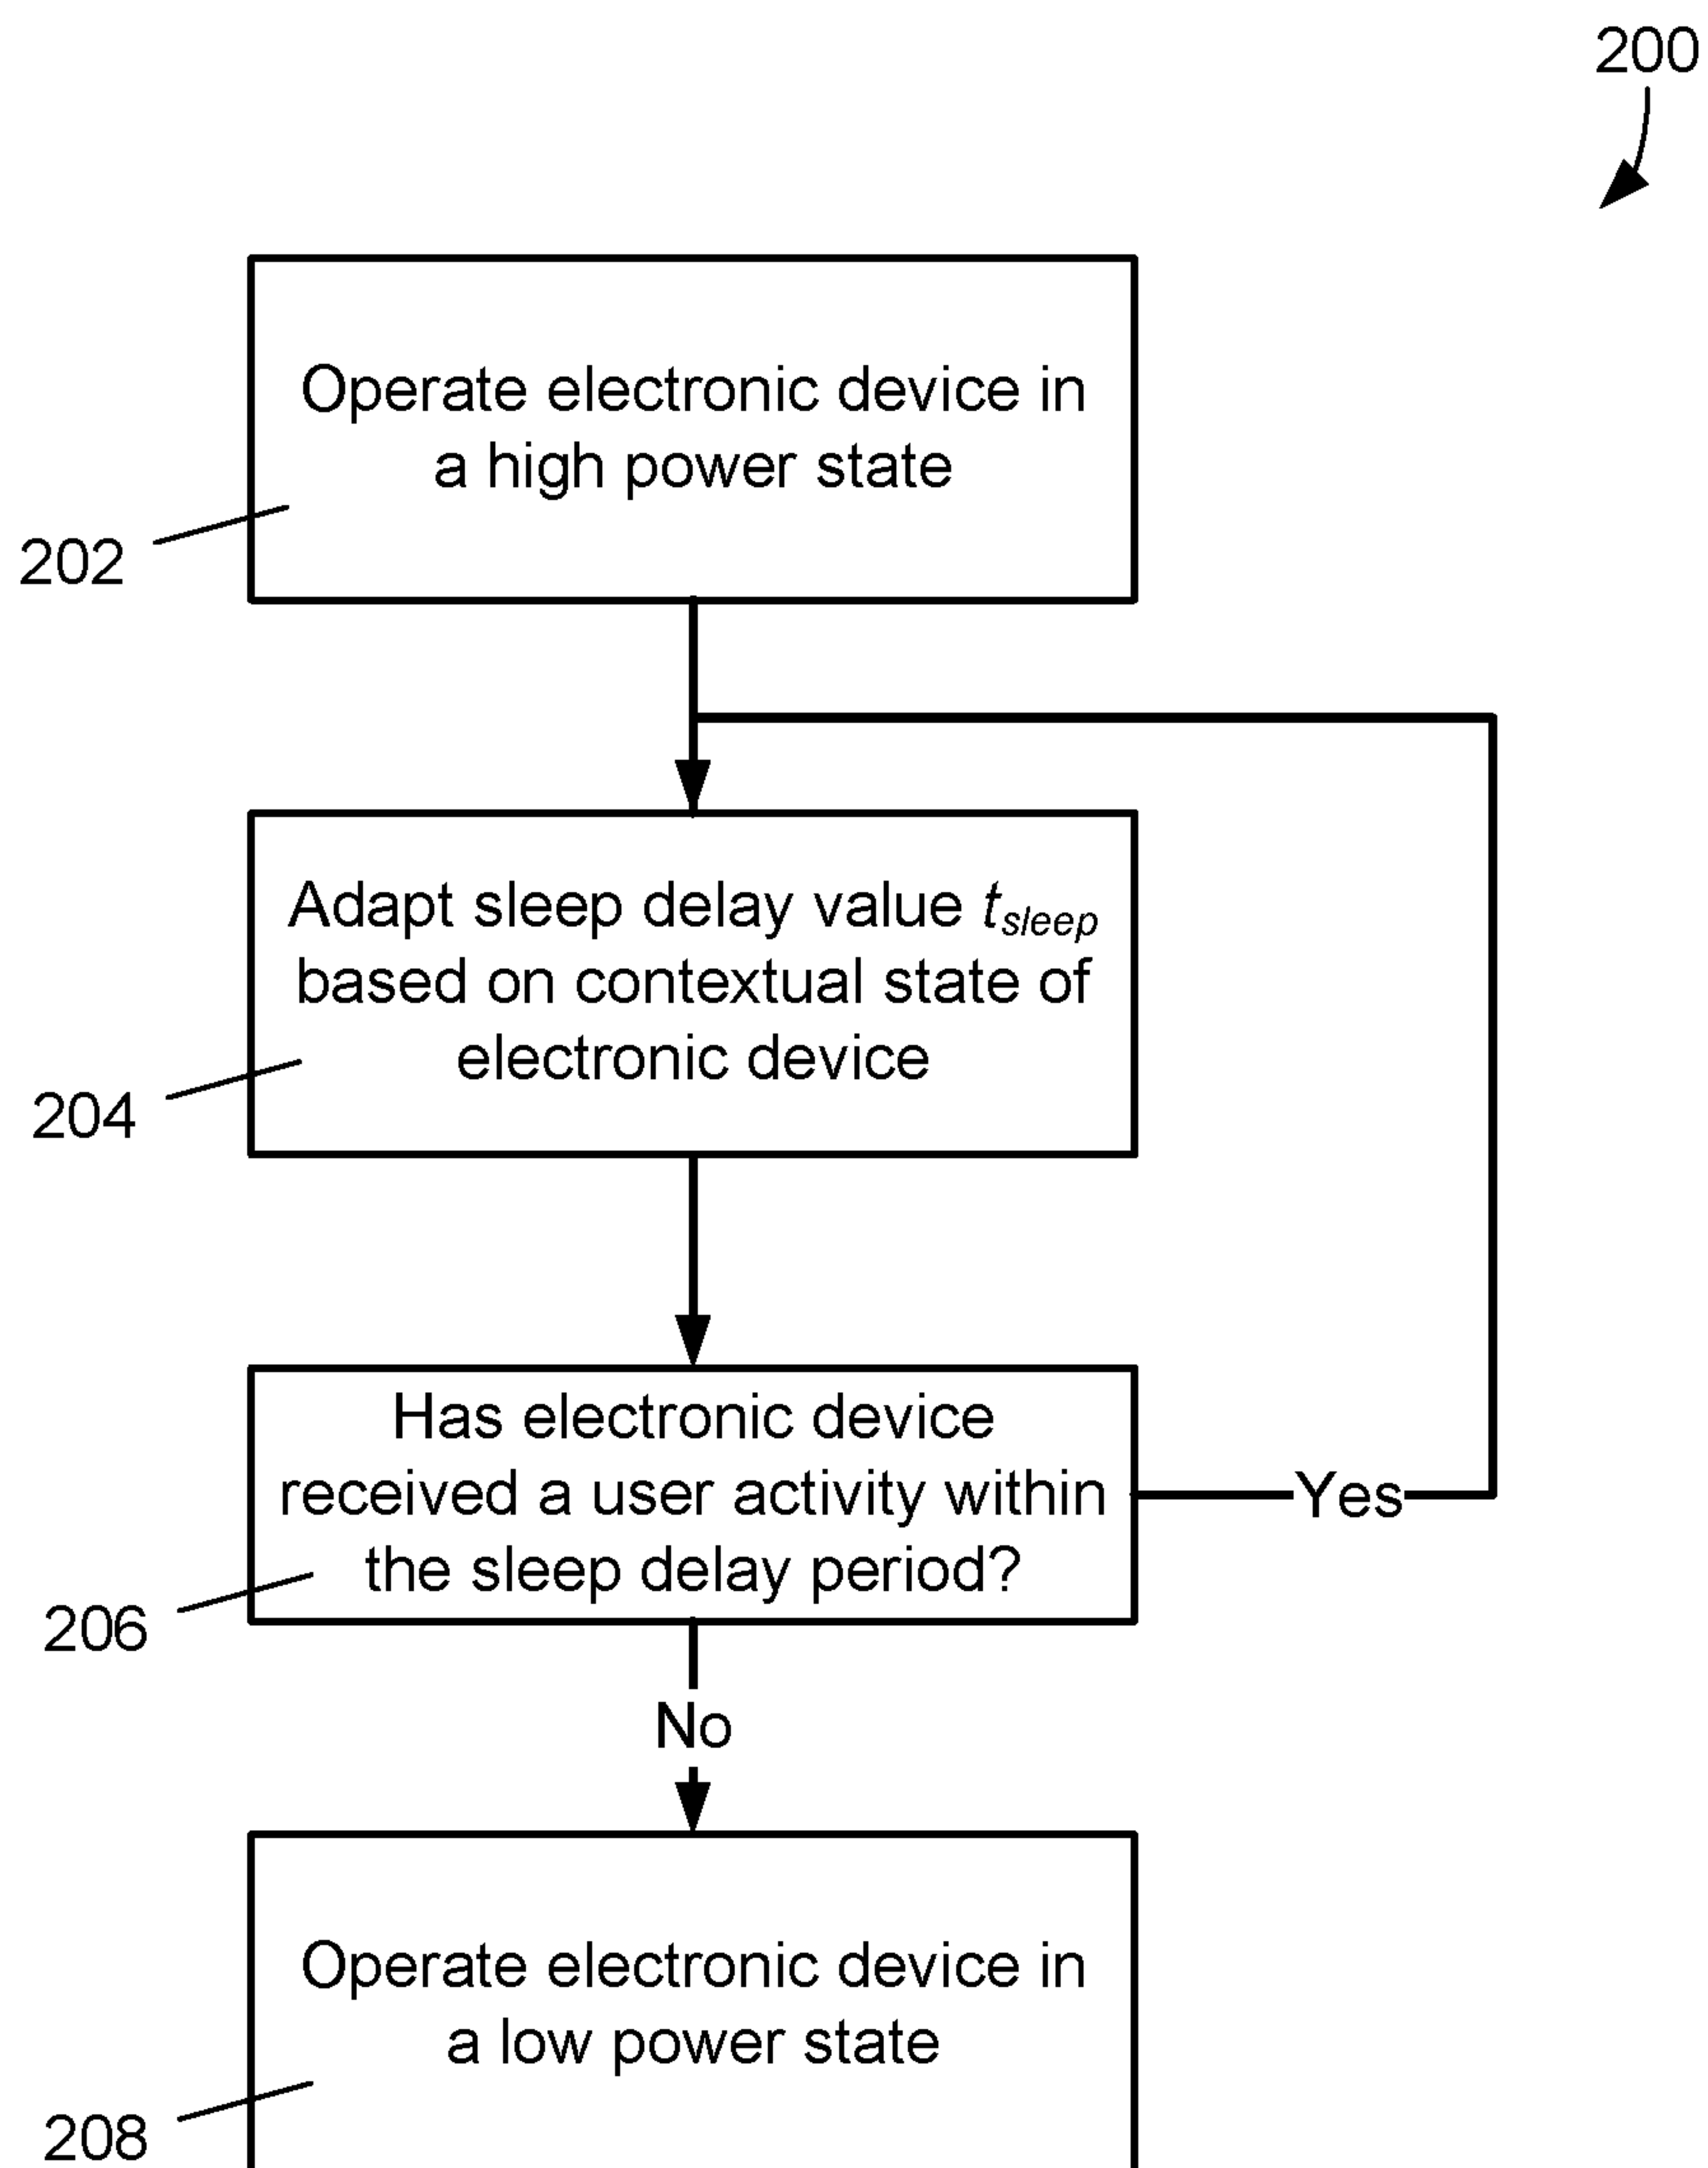 200
Operate electronic device in
a high power state
202
Adapt sleep delay value tsleep
based on contextual state of
electronic device
204
Has electronic device
received a user activity within
the sleep delay period?
Yes
206
No
Operate electronic device in
a low power state
208